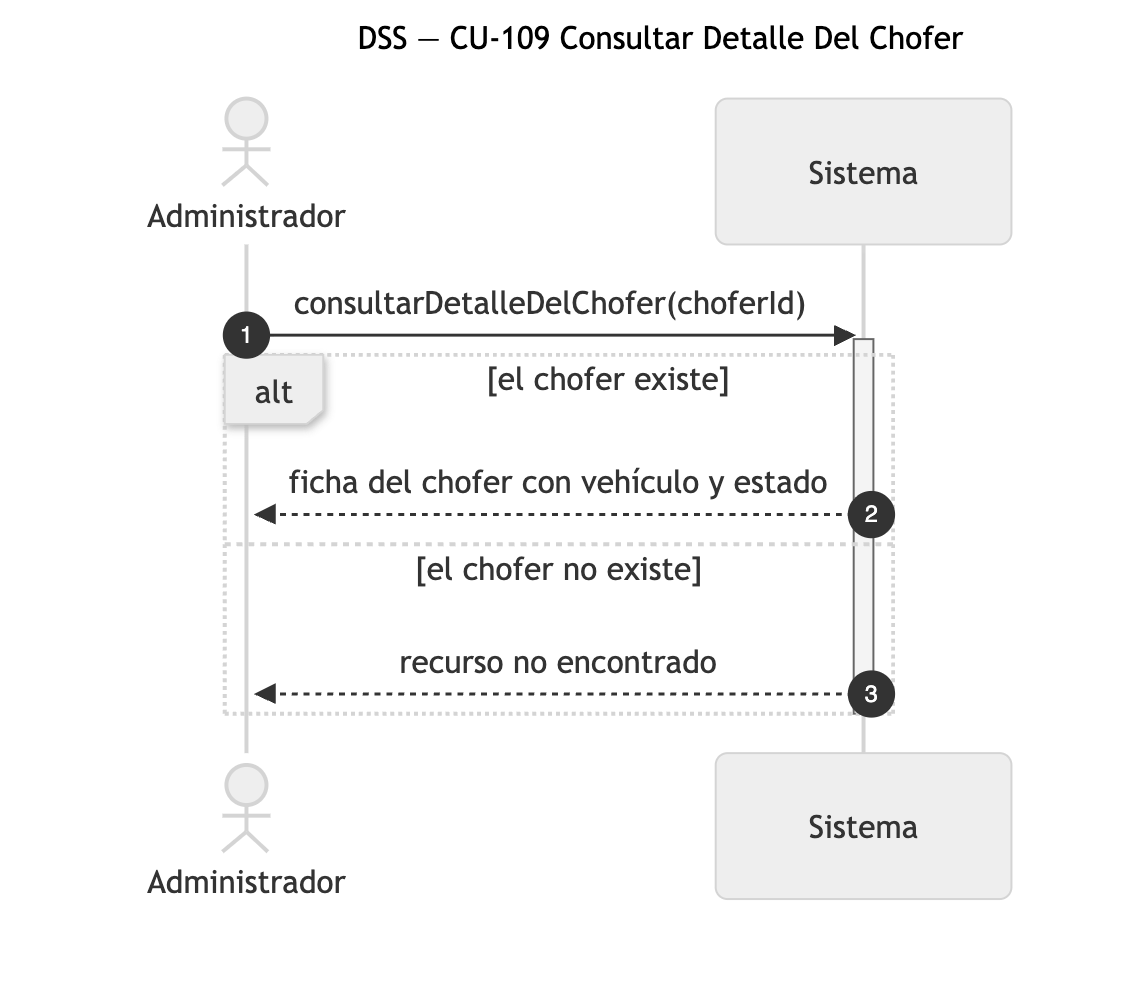 DSS — CU-109 Consultar Detalle Del Chofer
Administrador
Sistema
consultarDetalleDelChofer(choferId)
1
alt
[el chofer existe]
ficha del chofer con vehículo y estado
2
[el chofer no existe]
recurso no encontrado
3
Administrador
Sistema